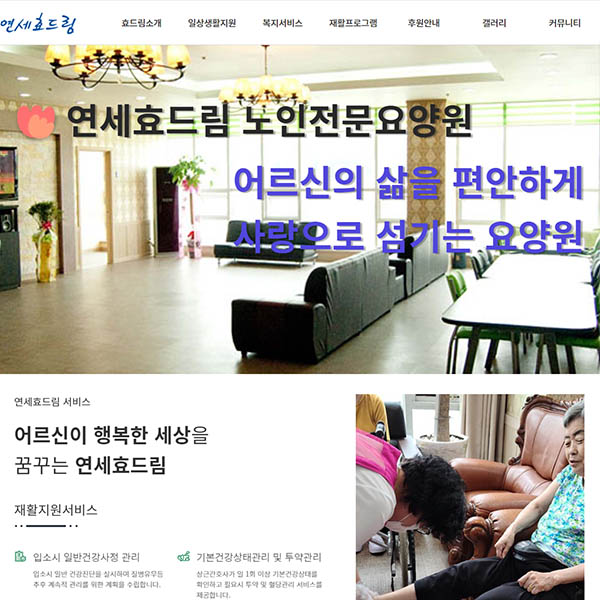 연세효드림
효드림소개 일상생활지원 복지서비스 재활프로그램 후원안내 갤러리 커뮤니티
연세효드림 노인전문요양원
어르신의 삶을 편안하게
사랑으로 섬기는 요양원
연세효드림 서비스
어르신이 행복한 세상을
꿈꾸는 연세효드림
재활지원서비스
입소시 일반건강사정 관리
입소시 일반 건강진단을 실시하며 질병유무등
추후 계속적 관리를 위한 계획을 수립합니다.
기본건강상태관리 및 투약관리
상근간호사가 일 1회 이상 기본건강상태를
확인하고 필요시 투약 및 혈당관리 서비스를
제공합니다.